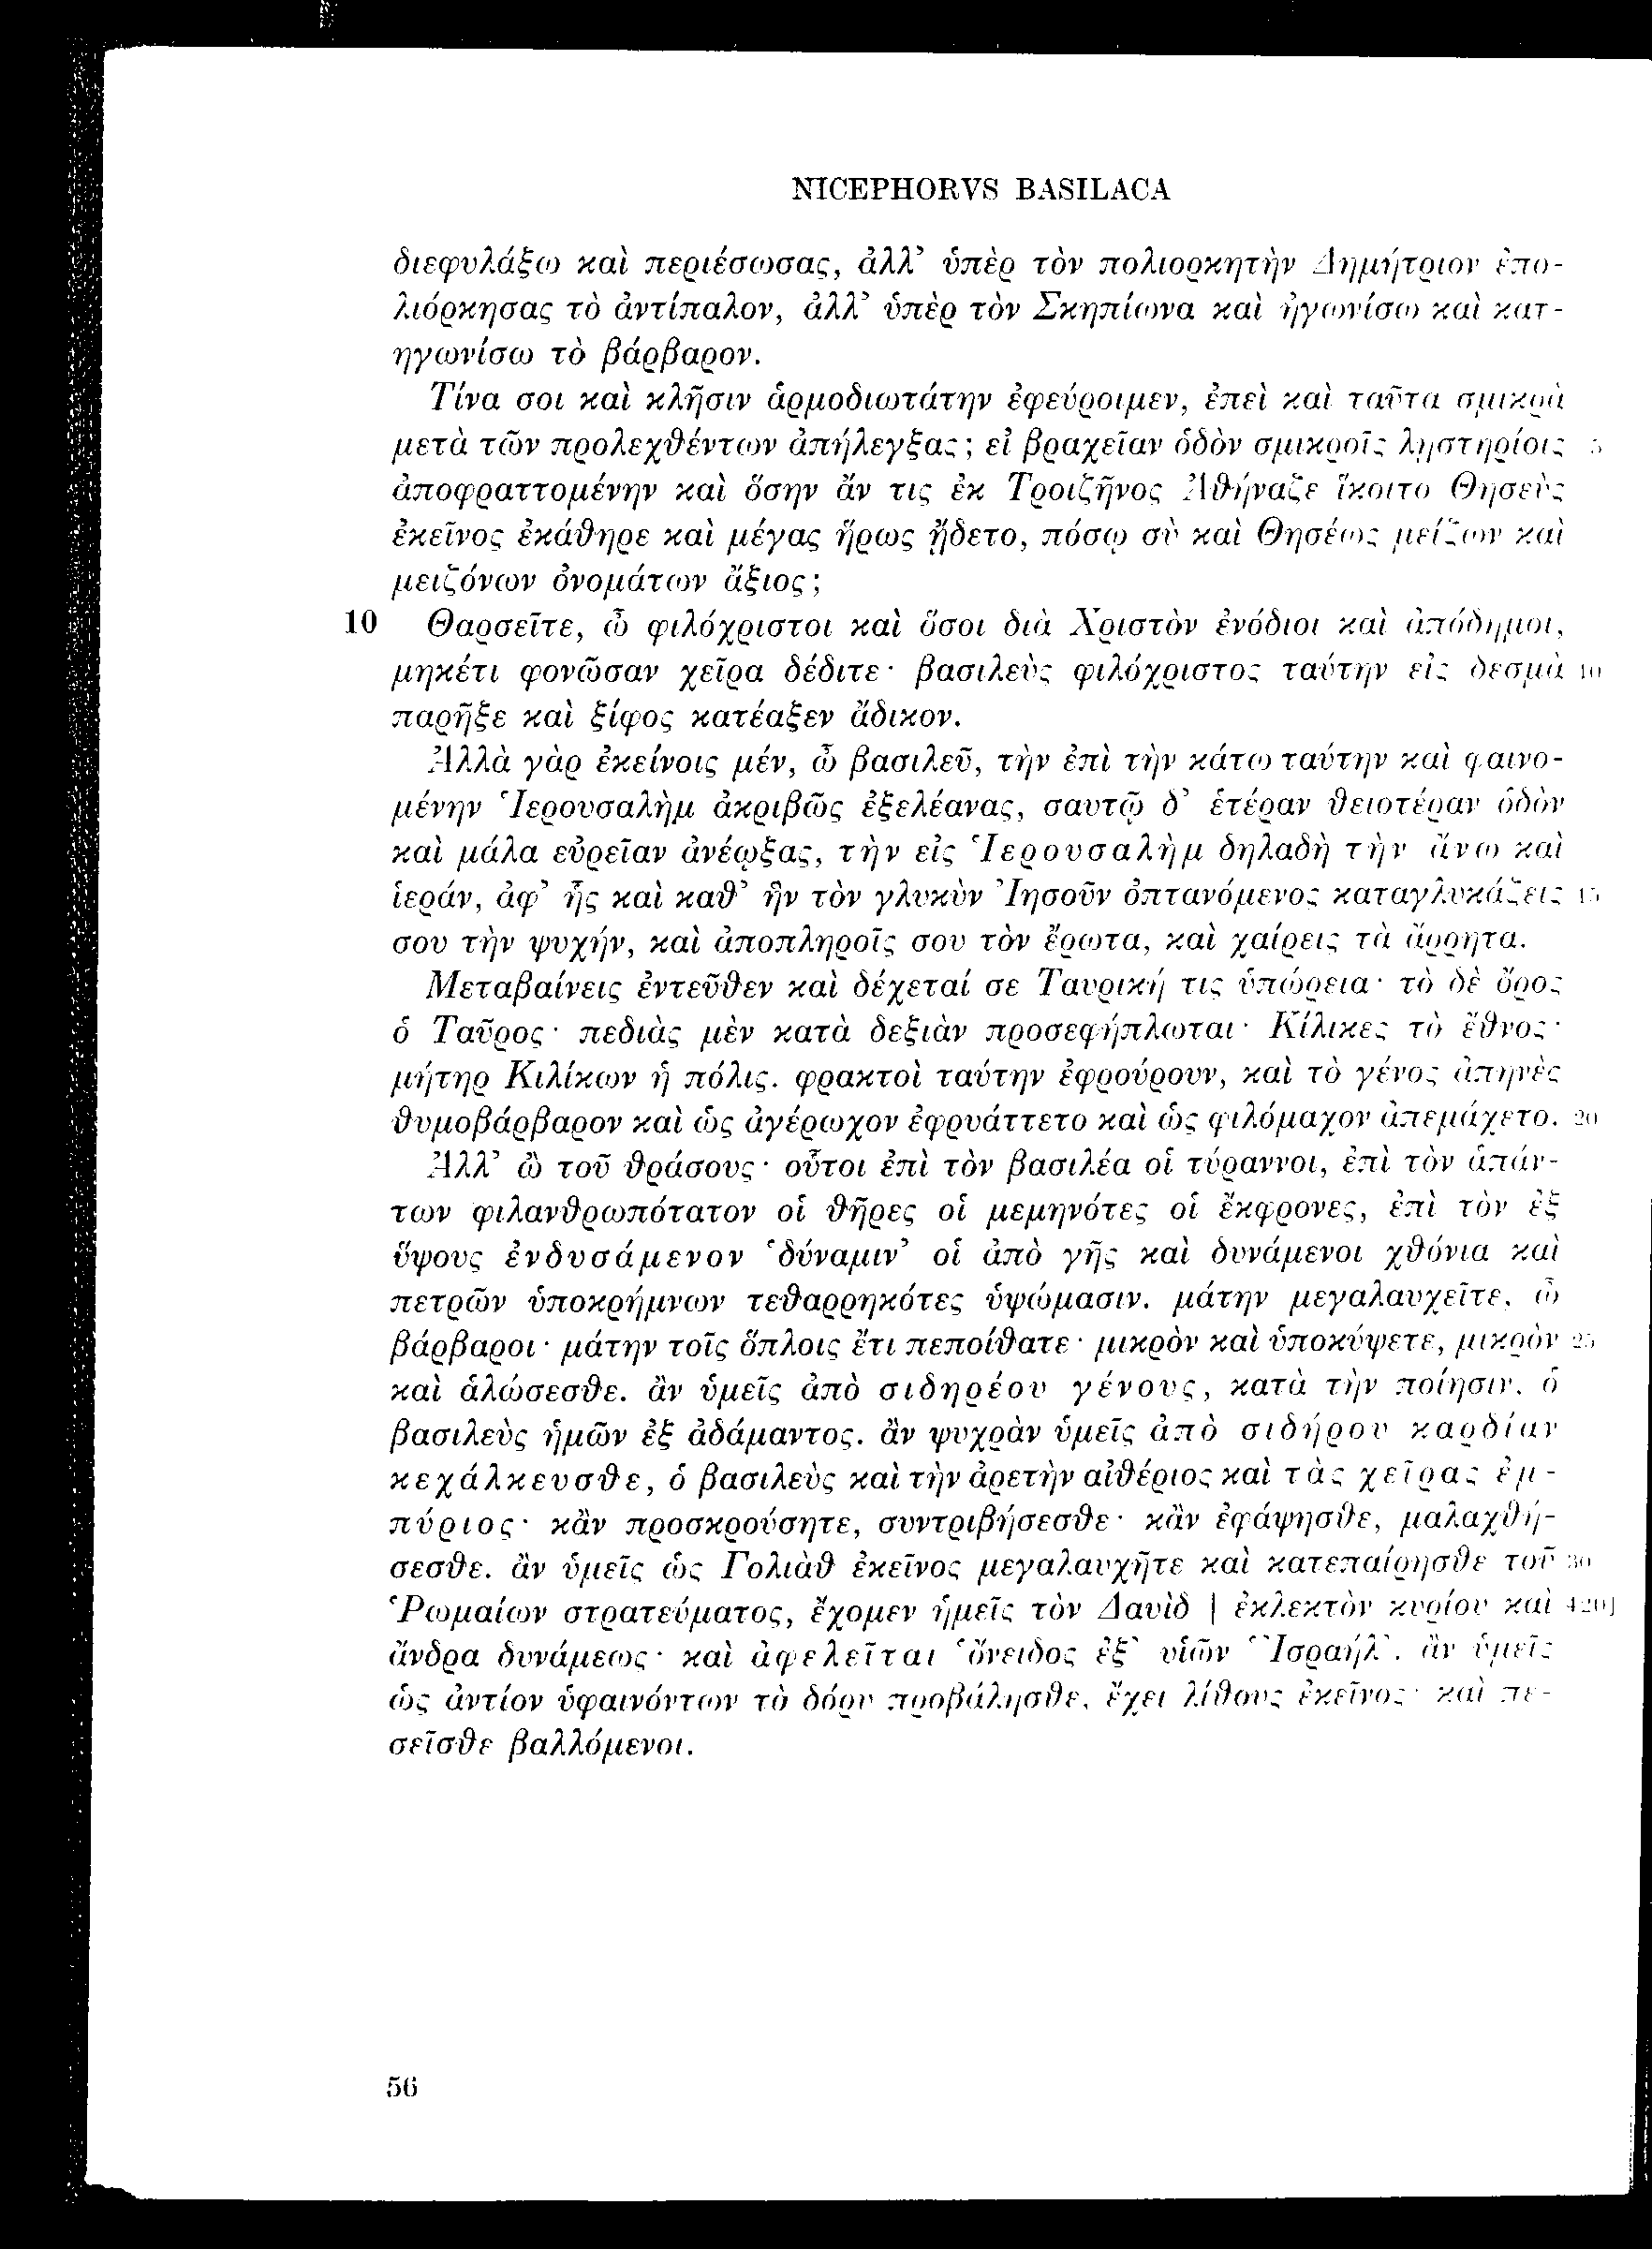 NICEPHORVS BASILACA
διεφυλάξω καὶ περιέσωσας, ἀλλ’ ὑπὲρ τὸν πολιορκητὴν Δημήτριον ἐπο-
λιόρκησας τὸ ἀντίπαλον, ἀλλ’ ὑπὲρ τὸν Σκηπίωνα καὶ ἠγωνίσω καὶ κατ-
ηγωνίσω τὸ βάρβαρον.
Τίνα σοι καὶ κλῆσιν ἁρμοδιωτάτην ἐφεύροιμεν, ἐπεὶ καὶ ταῦτα σμικρὰ
μετὰ τῶν προλεχθέντων ἀπήλεγξας; εἰ βραχεῖαν ὁδὸν σμικροῖς λῃστηρίοις 5
ἀποφραττομένην καὶ ὅσην ἄν τις ἐκ Τροιζῆνος Ἀθήναζε ἵκοιτο Θησεὺς
ἐκεῖνος ἐκάθηρε καὶ μέγας ἥρως ᾔδετο, πόσῳ σὺ καὶ Θησέως μείζων καὶ
μειζόνων ὀνομάτων ἄξιος;
10 Θαρσεῖτε, ὦ φιλόχριστοι καὶ ὅσοι διὰ Χριστὸν ἐνόδιοι καὶ ἀπόδημοι,
μηκέτι φονῶσαν χεῖρα δέδιτε· βασιλεὺς φιλόχριστος ταύτην εἰς δεσμὰ 10
παρῆξε καὶ ξίφος κατέαξεν ἄδικον.
Ἀλλὰ γὰρ ἐκείνοις μέν, ὦ βασιλεῦ, τὴν ἐπὶ τὴν κάτω ταύτην καὶ φαινο-
μένην Ἱερουσαλὴμ ἀκριβῶς ἐξελέανας, σαυτῷ δ’ ἑτέραν θειοτέραν ὁδὸν
καὶ μάλα εὐρεῖαν ἀνέῳξας, τὴν εἰς Ἱερουσαλὴμ δηλαδὴ τὴν ἄνω καὶ
ἱεράν, ἀφ’ ἧς καὶ καθ’ ἣν τὸν γλυκὺν Ἰησοῦν ὀπτανόμενος καταγλυκάζεις 15
σου τὴν ψυχήν, καὶ ἀποπληροῖς σου τὸν ἔρωτα, καὶ χαίρεις τὰ ἄρρητα.
Μεταβαίνεις ἐντεῦθεν καὶ δέχεταί σε Ταυρική τις ὑπώρεια· τὸ δὲ ὄρος
ὁ Ταῦρος· πεδιὰς μὲν κατὰ δεξιὰν προσεφήπλωται· Κίλικες τὸ ἔθνος·
μήτηρ Κιλίκων ἡ πόλις. φρακτοὶ ταύτην ἐφρούρουν, καὶ τὸ γένος ἀπηνὲς
θυμοβάρβαρον καὶ ὡς ἀγέρωχον ἐφρυάττετο καὶ ὡς φιλόμαχον ἀπεμάχετο. 20
Ἀλλ’ ὢ τοῦ θράσους· οὗτοι ἐπὶ τὸν βασιλέα οἱ τύραννοι, ἐπὶ τὸν ἁπάν-
των φιλανθρωπότατον οἱ θῆρες οἱ μεμηνότες οἱ ἔκφρονες, ἐπὶ τὸν ἐξ
ὕψους ἐνδυσάμενον ‘δύναμιν’ οἱ ἀπὸ γῆς καὶ δυνάμενοι χθόνια καὶ
πετρῶν ὑποκρήμνων τεθαρρηκότες ὑψώμασιν. μάτην μεγαλαυχεῖτε, ὦ
βάρβαροι· μάτην τοῖς ὅπλοις ἔτι πεποίθατε· μικρὸν καὶ ὑποκύψετε, μικρὸν 25
καὶ ἁλώσεσθε. ἂν ὑμεῖς ἀπὸ σιδηρέου γένους, κατὰ τὴν ποίησιν, ὁ
βασιλεὺς ἡμῶν ἐξ ἀδάμαντος. ἂν ψυχρὰν ὑμεῖς ἀπὸ σιδήρου καρδίαν
κεχάλκευσθε, ὁ βασιλεὺς καὶ τὴν ἀρετὴν αἰθέριος καὶ τὰς χεῖρας ἐμ-
πύριος· κἂν προσκρούσητε, συντριβήσεσθε· κἂν ἐφάψησθε, μαλαχθή-
σεσθε. ἂν ὑμεῖς ὡς Γολιὰθ ἐκεῖνος μεγαλαυχῆτε καὶ κατεπαίρησθε τοῦ 30
Ῥωμαίων στρατεύματος, ἔχομεν ἡμεῖς τὸν Δαυὶδ | ἐκλεκτὸν κυρίου καὶ 420]
ἄνδρα δυνάμεως· καὶ ἀφελεῖται ‘ὄνειδος ἐξ’ υἱῶν ‘Ἰσραήλ’. ἂν ὑμεῖς
ὡς ἀντίον ὑφαινόντων τὸ δόρυ προβάλησθε, ἔχει λίθους ἐκεῖνος· καὶ πε-
σεῖσθε βαλλόμενοι.
56